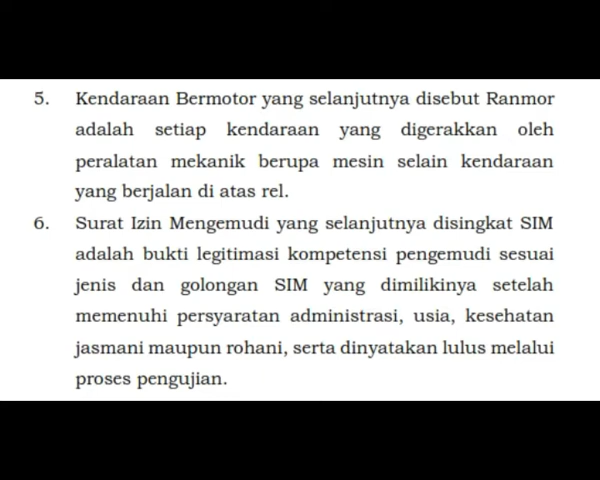 5. Kendaraan Bermotor yang selanjutnya disebut Ranmor
adalah setiap kendaraan yang digerakkan oleh
peralatan mekanik berupa mesin selain kendaraan
yang berjalan di atas rel.
6. Surat Izin Mengemudi yang selanjutnya disingkat SIM
adalah bukti legitimasi kompetensi pengemudi sesuai
jenis dan golongan SIM yang dimilikinya setelah
memenuhi persyaratan administrasi, usia, kesehatan
jasmani maupun rohani, serta dinyatakan lulus melalui
proses pengujian.